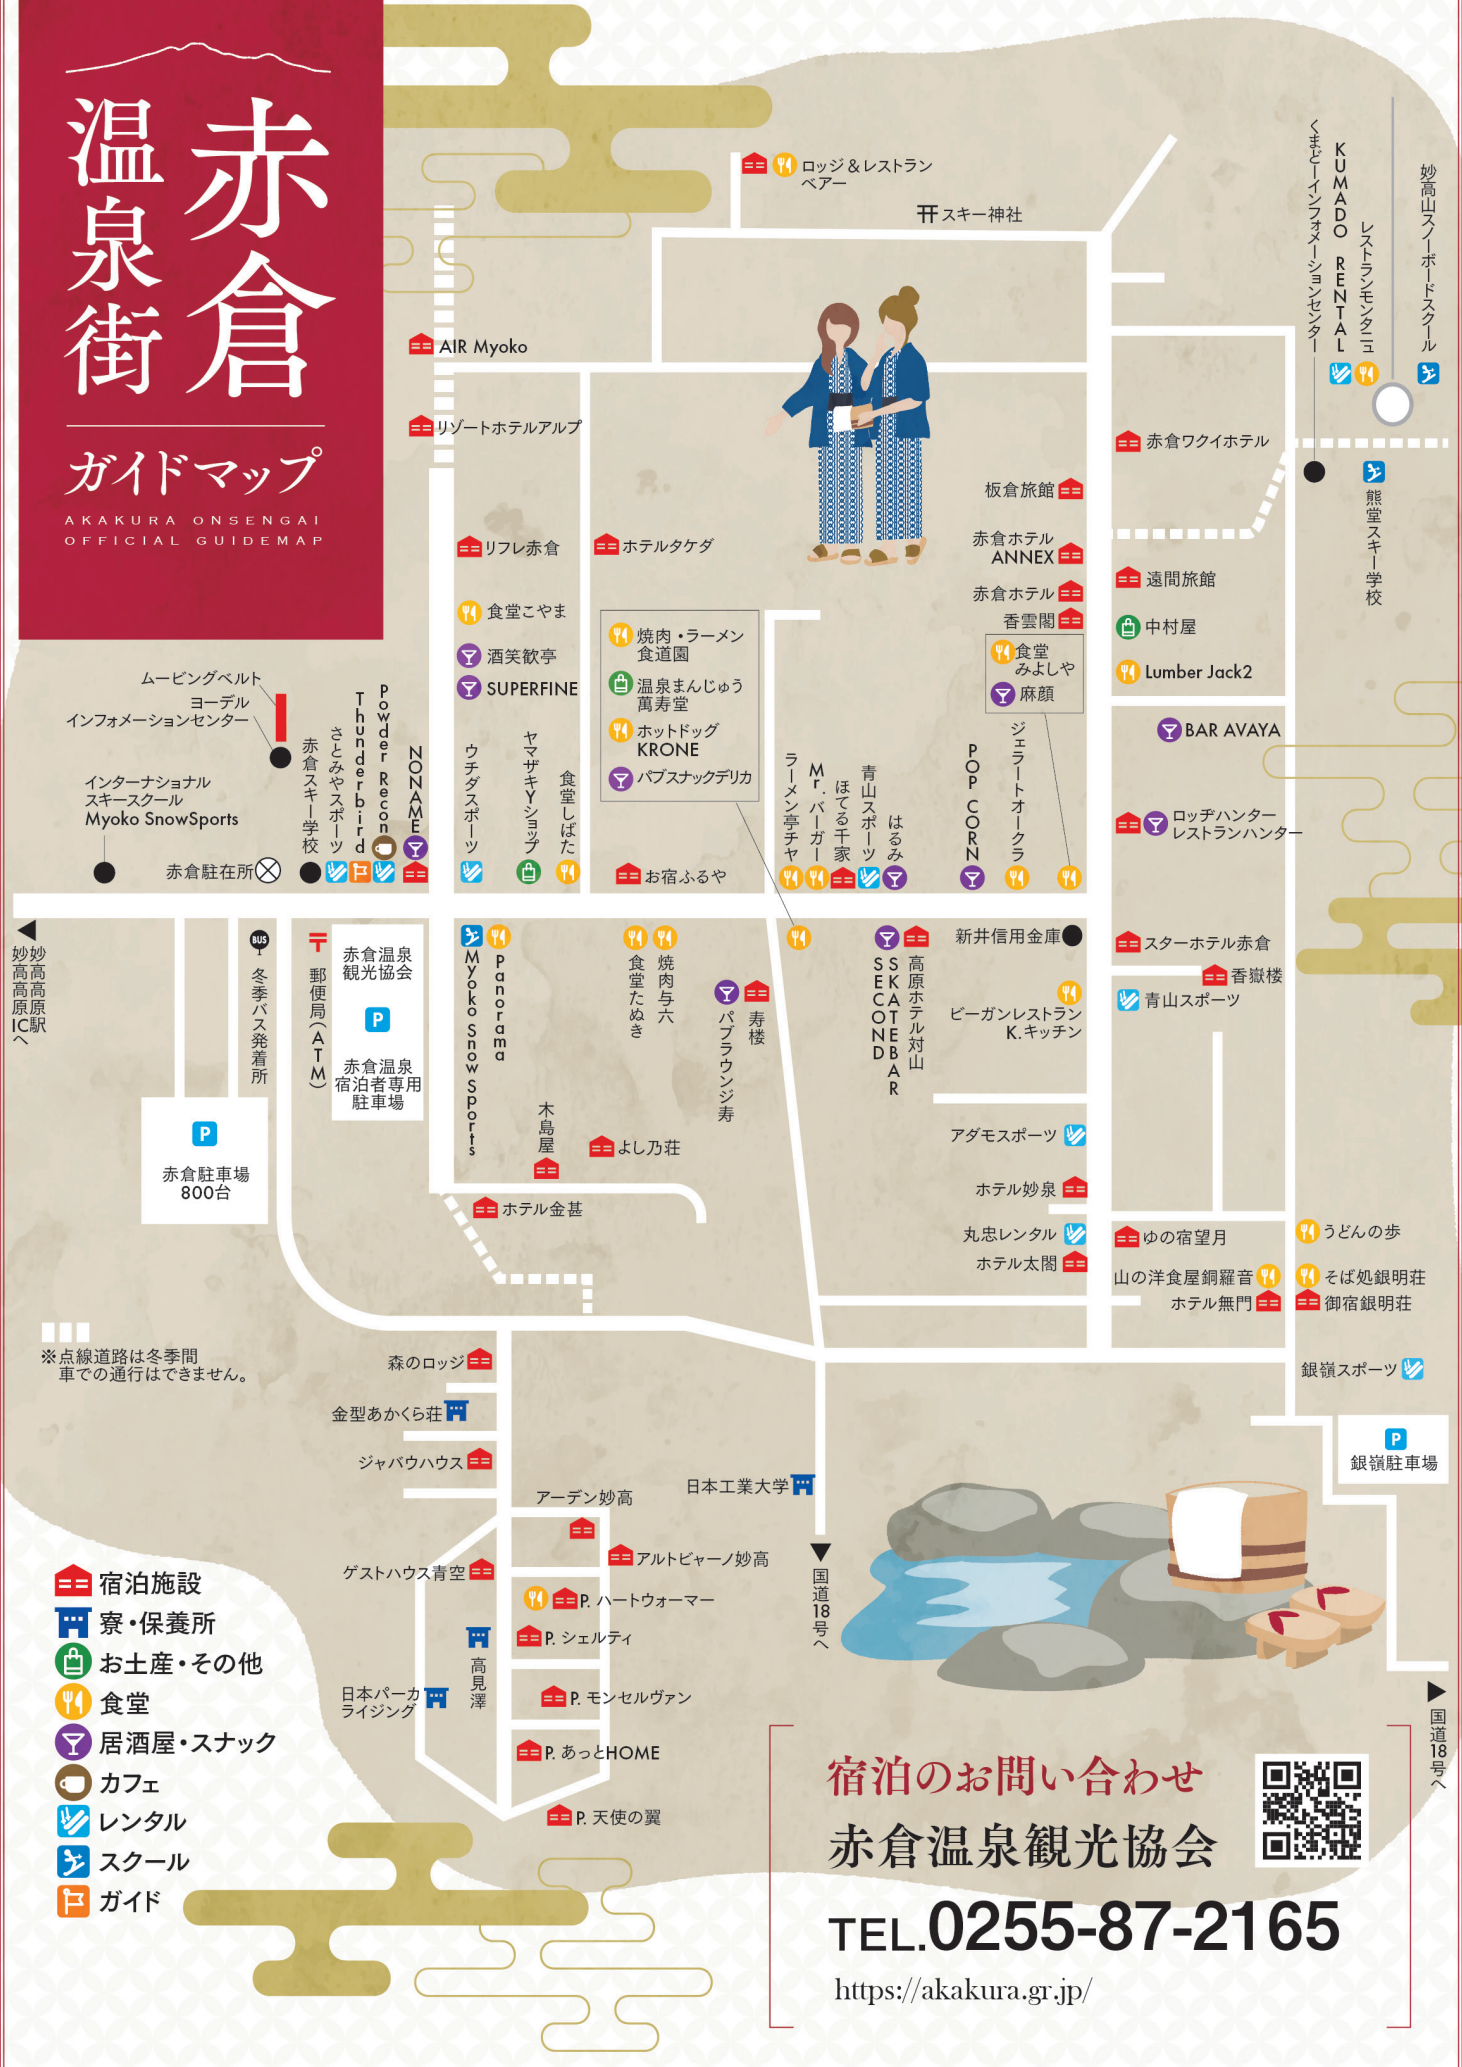 赤倉
温泉街
ガイドマップ
AKAKURA ONSENGAI
OFFICIAL GUIDEMAP
ロッジ＆レストラン
ベアー
スキー神社
くまどーインフォメーションセンター
KUMADO RENTAL
レストランモンタニュ
妙高山スノーボードスクール
AIR Myoko
リゾートホテルアルプ
赤倉ワクイホテル
熊堂スキー学校
板倉旅館
赤倉ホテル
ANNEX
赤倉ホテル
香雲閣
食堂
みよしや
麻顔
遠間旅館
中村屋
Lumber Jack2
BAR AVAYA
ロッヂハンター
レストランハンター
リフレ赤倉
ホテルタケダ
食堂こやま
酒笑歓亭
SUPERFINE
焼肉・ラーメン
食道園
温泉まんじゅう
萬寿堂
ホットドッグ
KRONE
パブスナックデリカ
ムービングベルト
ヨーデル
インフォメーションセンター
インターナショナル
スキースクール
Myoko SnowSports
赤倉駐在所
赤倉スキー学校
さとみやスポーツ
Thunderbird
Powder Recon
NONAME
ウチダスポーツ
ヤマザキYショップ
食堂しばた
お宿ふるや
ラーメン亭チャ
Mr.バーガー
ほてる千家
青山スポーツ
はるみ
POP CORN
ジェラートオークラ
妙高高原駅
妙高高原ICへ
BUS
冬季バス発着所
郵便局(ATM)
赤倉温泉
観光協会
P
赤倉温泉
宿泊者専用
駐車場
Myoko Snow Sports
Panorama
食堂たぬき
焼肉与六
パブラウンジ寿
寿楼
SECOND
SKATEBAR
高原ホテル対山
新井信用金庫
ビーガンレストラン
K.キッチン
スターホテル赤倉
香嶽楼
青山スポーツ
P
赤倉駐車場
800台
木島屋
よし乃荘
ホテル金甚
アダモスポーツ
ホテル妙泉
丸忠レンタル
ホテル太閤
ゆの宿望月
うどんの歩
山の洋食屋銅羅音
そば処銀明荘
ホテル無門
御宿銀明荘
銀嶺スポーツ
P
銀嶺駐車場
※点線道路は冬季間
車での通行はできません。
森のロッジ
金型あかくら荘
ジャバウハウス
日本工業大学
アーデン妙高
アルトビャーノ妙高
ゲストハウス青空
P. ハートウォーマー
P. シェルティ
高見澤
日本パーカ
ライジング
P. モンセルヴァン
P. あっとHOME
P. 天使の翼
国道18号へ
国道18号へ
宿泊施設
寮・保養所
お土産・その他
食堂
居酒屋・スナック
カフェ
レンタル
スクール
ガイド
宿泊のお問い合わせ
赤倉温泉観光協会
TEL.0255-87-2165
https://akakura.gr.jp/